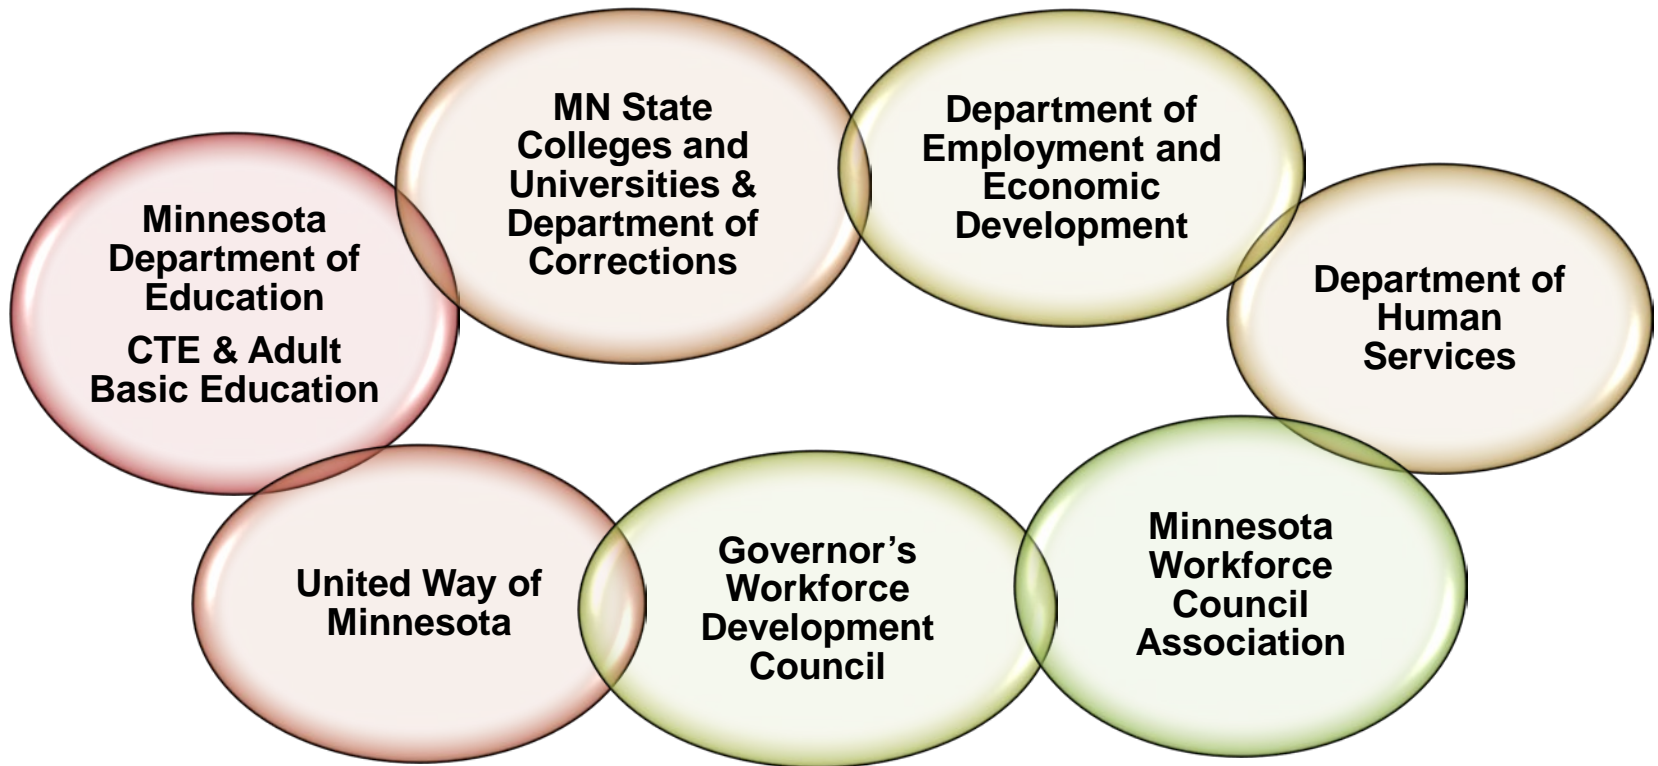 MN State
Colleges and
Universities &
Department of
Corrections
Department of
Employment and
Economic
Development
Minnesota
Department of
Education
CTE & Adult
Basic Education
Department of
Human
Services
United Way of
Minnesota
Governor’s
Workforce
Development
Council
Minnesota
Workforce
Council
Association